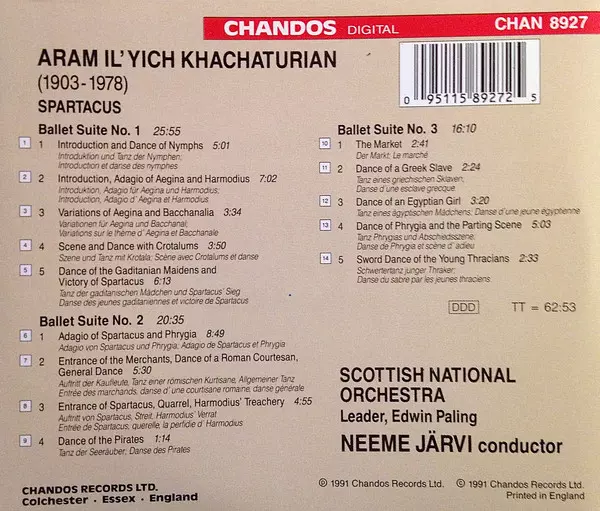 CHANDOS DIGITAL
CHAN 8927
ARAM IL'YICH KHACHATURIAN
(1903-1978)
SPARTACUS
0 95115 89272 5
Ballet Suite No. 1 25:55
1 1 Introduction and Dance of Nymphs 5:01
Introduktion und Tanz der Nymphen;
Introduction et danse des nymphes
2 2 Introduction, Adagio of Aegina and Harmodius 7:02
Introduktion, Adagio für Aegina und Harmodius;
Introduction, Adagio d' Aegina et Harmodius
3 3 Variations of Aegina and Bacchanalia 3:34
Variationen für Aegina und Bacchanal;
Variations sur le thème d' Aegina et Bacchanale
4 4 Scene and Dance with Crotalums 3:50
Szene und Tanz mit Krotala; Scène avec Crotalums et danse
5 5 Dance of the Gaditanian Maidens and
Victory of Spartacus 6:13
Tanz der gaditanischen Mädchen und Spartacus' Sieg
Danse des jeunes gaditaniennes et victoire de Spartacus
Ballet Suite No. 2 20:35
6 1 Adagio of Spartacus and Phrygia 8:49
Adagio von Spartacus und Phrygia; Adagio de Spartacus et Phrygia
7 2 Entrance of the Merchants, Dance of a Roman Courtesan,
General Dance 5:30
Auftritt der Kaufleute, Tanz einer römischen Kurtisane, Allgemeiner Tanz
Entrée des marchands, danse d' une courtisane romane, danse générale
8 3 Entrance of Spartacus, Quarrel, Harmodius' Treachery 4:55
Auftritt von Spartacus, Streit, Harmodius' Verrat
Entrée de Spartacus, querelle, la perfidie d' Harmodius
9 4 Dance of the Pirates 1:14
Tanz der Seeräuber; Danse des Pirates
Ballet Suite No. 3 16:10
10 1 The Market 2:41
Der Markt; Le marché
11 2 Dance of a Greek Slave 2:24
Tanz eines griechischen Sklaven;
Danse d'une esclave grecque
12 3 Dance of an Egyptian Girl 3:20
Tanz eines ägyptischen Mädchens; Danse d'une jeune égyptienne
13 4 Dance of Phrygia and the Parting Scene 5:03
Tanz Phrygias und Abschiedsszene;
Danse de Phrygia et scène d' adieu
14 5 Sword Dance of the Young Thracians 2:33
Schwertertanz junger Thraker;
Danse du sabre par les jeunes thraciens
DDD TT = 62:53
SCOTTISH NATIONAL
ORCHESTRA
Leader, Edwin Paling
NEEME JÄRVI conductor
CHANDOS RECORDS LTD.
Colchester · Essex · England
℗ 1991 Chandos Records Ltd. © 1991 Chandos Records Ltd.
Printed in England